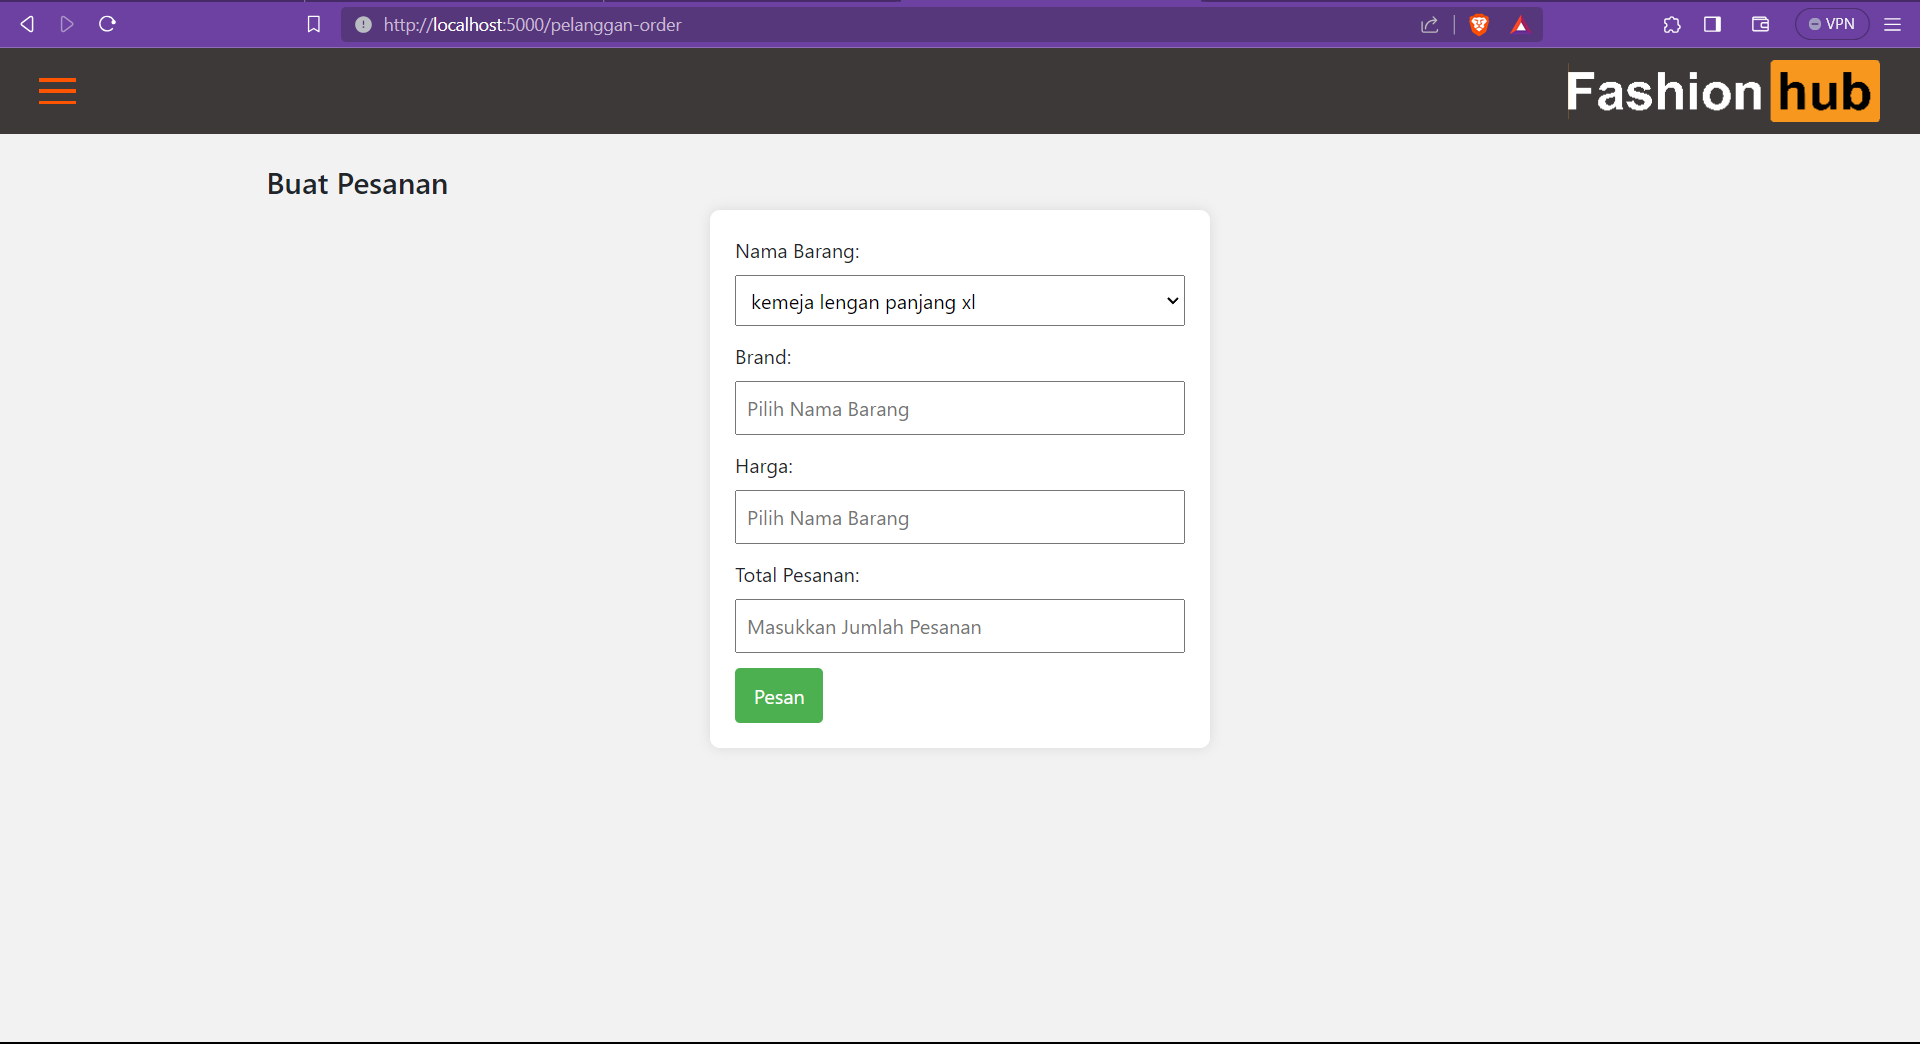 http://localhost:5000/pelanggan-order
VPN
Fashion hub
Buat Pesanan
Nama Barang:
kemeja lengan panjang xl
Brand:
Pilih Nama Barang
Harga:
Pilih Nama Barang
Total Pesanan:
Masukkan Jumlah Pesanan
Pesan